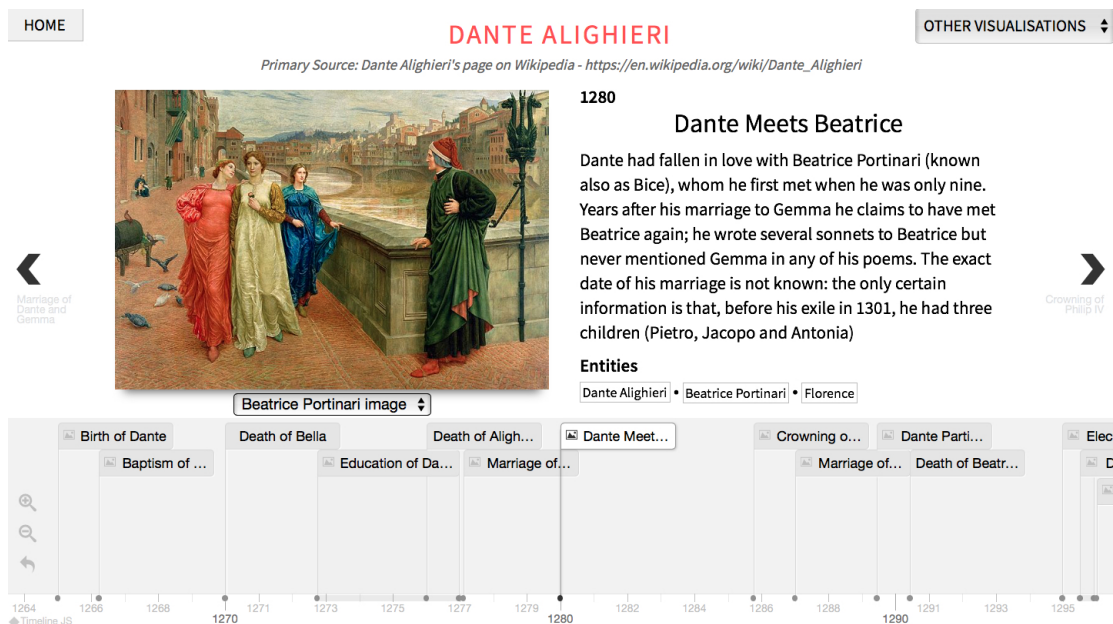 HOME
DANTE ALIGHIERI
OTHER VISUALISATIONS
Primary Source: Dante Alighieri's page on Wikipedia - https://en.wikipedia.org/wiki/Dante_Alighieri
1280
Dante Meets Beatrice
Dante had fallen in love with Beatrice Portinari (known
also as Bice), whom he first met when he was only nine.
Years after his marriage to Gemma he claims to have met
Beatrice again; he wrote several sonnets to Beatrice but
never mentioned Gemma in any of his poems. The exact
date of his marriage is not known: the only certain
information is that, before his exile in 1301, he had three
children (Pietro, Jacopo and Antonia)
Entities
Dante Alighieri • Beatrice Portinari • Florence
Marriage of
Dante and
Gemma
Crowning of
Philip IV
Beatrice Portinari image
Birth of Dante Death of Bella Death of Aligh... Dante Meet... Crowning o... Dante Parti... Elec
Baptism of ... Education of Da... Marriage of... Marriage of... Death of Beatr... D
1264 1266 1268 1271 1273 1275 1277 1279 1282 1284 1286 1288 1291 1293 1295
1270 1280 1290
Timeline JS